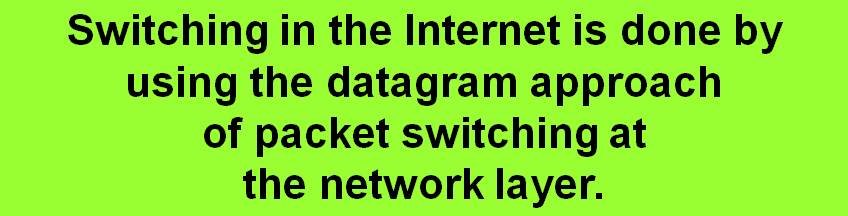 Switching in the Internet is done by
using the datagram approach
of packet switching at
the network layer.